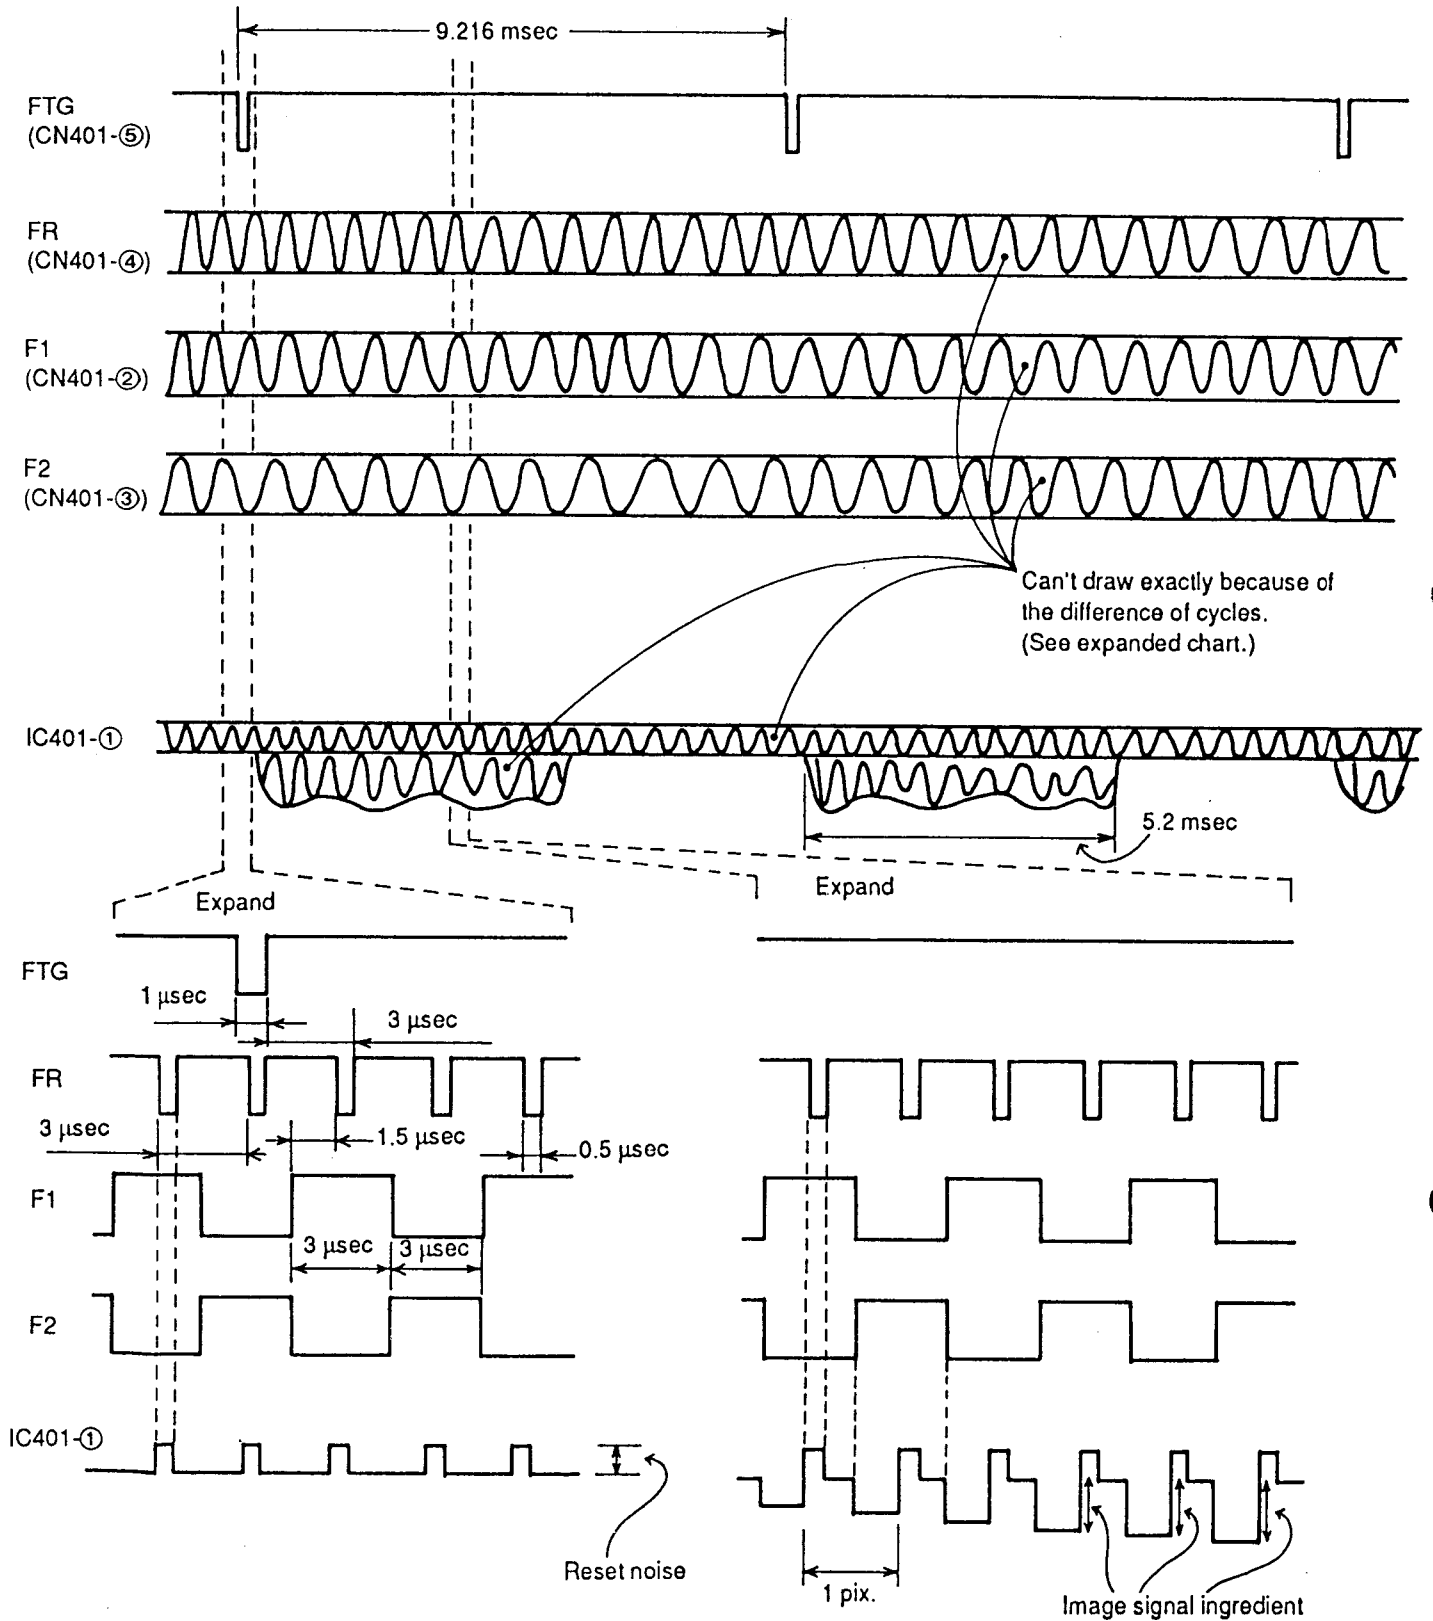 9.216 msec
FTG
(CN401-⑤)
FR
(CN401-④)
F1
(CN401-②)
F2
(CN401-③)
Can't draw exactly because of
the difference of cycles.
(See expanded chart.)
IC401-①
5.2 msec
Expand
Expand
FTG
1 µsec
3 µsec
FR
3 µsec
1.5 µsec
0.5 µsec
F1
3 µsec
3 µsec
F2
IC401-①
Reset noise
1 pix.
Image signal ingredient